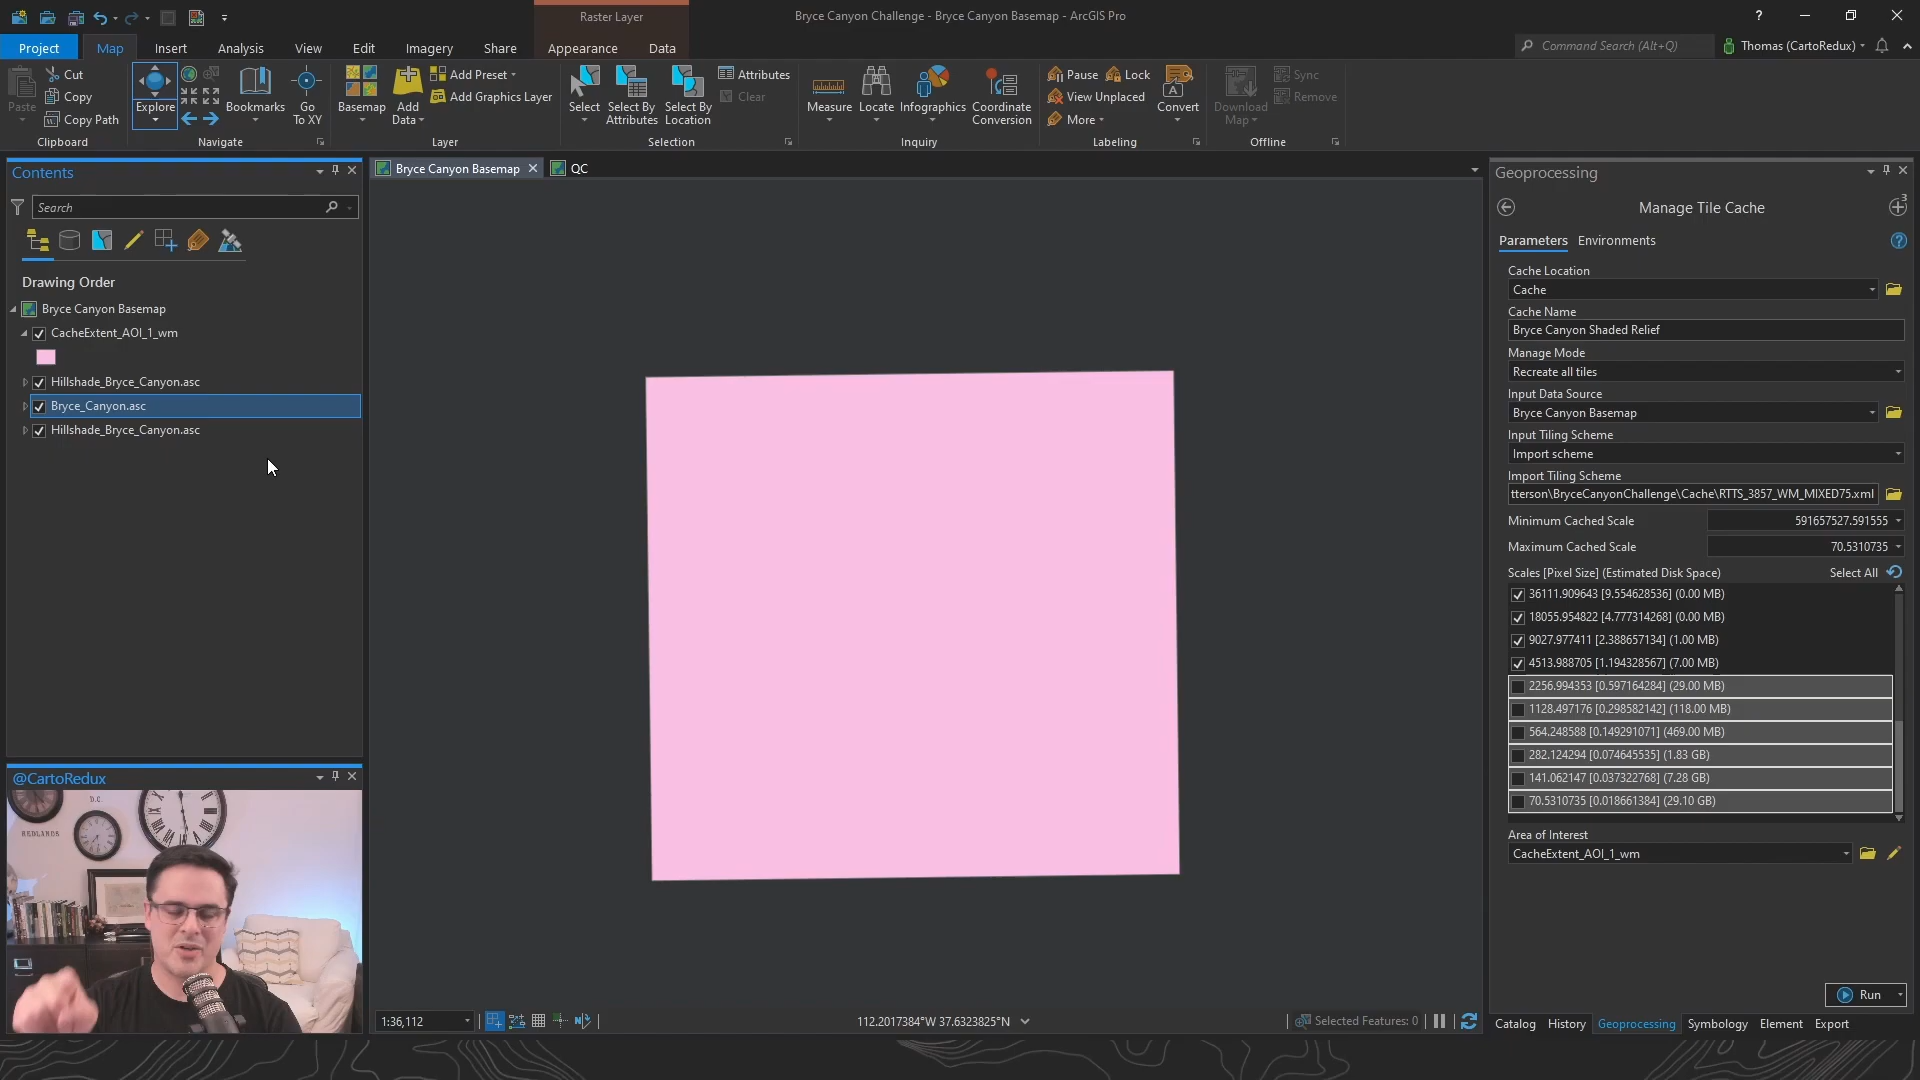 Raster Layer
Bryce Canyon Challenge - Bryce Canyon Basemap - ArcGIS Pro
?
Project
Map
Insert
Analysis
View
Edit
Imagery
Share
Appearance
Data
Command Search (Alt+Q)
Thomas (CartoRedux)
Paste
Cut
Copy
Copy Path
Clipboard
Explore
Bookmarks
Go To XY
Navigate
Basemap
Add Data
Add Preset
Add Graphics Layer
Layer
Select
Select By Attributes
Select By Location
Attributes
Clear
Selection
Measure
Locate
Infographics
Coordinate Conversion
Inquiry
Pause
Lock
View Unplaced
More
Convert
Labeling
Download Map
Sync
Remove
Offline
Contents
Search
Drawing Order
Bryce Canyon Basemap
CacheExtent_AOI_1_wm
Hillshade_Bryce_Canyon.asc
Bryce_Canyon.asc
Hillshade_Bryce_Canyon.asc
@CartoRedux
D.C.
REDLANDS
Bryce Canyon Basemap
QC
1:36,112
112.2017384°W 37.6323825°N
Selected Features: 0
Geoprocessing
Manage Tile Cache
3
Parameters
Environments
?
Cache Location
Cache
Cache Name
Bryce Canyon Shaded Relief
Manage Mode
Recreate all tiles
Input Data Source
Bryce Canyon Basemap
Input Tiling Scheme
Import scheme
Import Tiling Scheme
tterson\BryceCanyonChallenge\Cache\RTTS_3857_WM_MIXED75.xml
Minimum Cached Scale
591657527.591555
Maximum Cached Scale
70.5310735
Scales [Pixel Size] (Estimated Disk Space)
Select All
36111.909643 [9.554628536] (0.00 MB)
18055.954822 [4.777314268] (0.00 MB)
9027.977411 [2.388657134] (1.00 MB)
4513.988705 [1.194328567] (7.00 MB)
2256.994353 [0.597164284] (29.00 MB)
1128.497176 [0.298582142] (118.00 MB)
564.248588 [0.149291071] (469.00 MB)
282.124294 [0.074645535] (1.83 GB)
141.062147 [0.037322768] (7.28 GB)
70.5310735 [0.018661384] (29.10 GB)
Area of Interest
CacheExtent_AOI_1_wm
Run
Catalog
History
Geoprocessing
Symbology
Element
Export